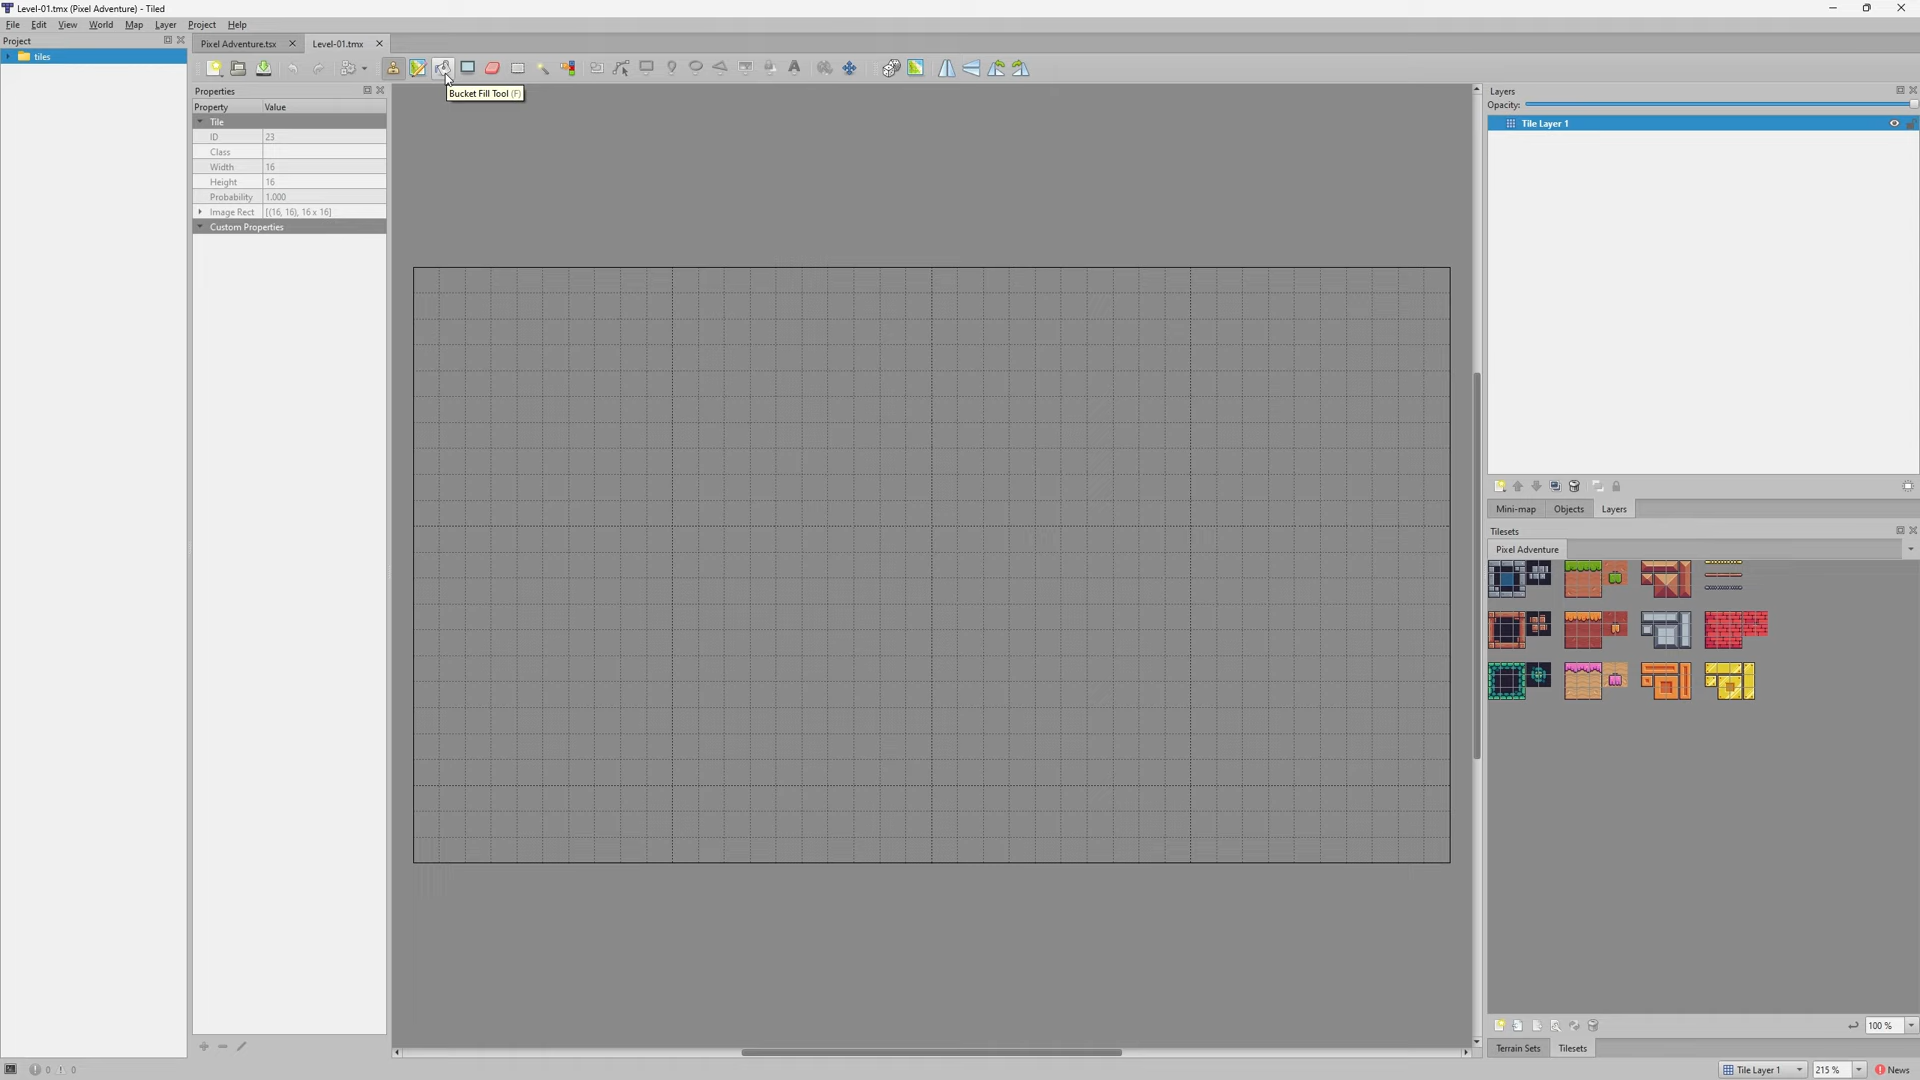 Level-01.tmx (Pixel Adventure) - Tiled
File Edit View World Map Layer Project Help
Project
Pixel Adventure.tsx
Level-01.tmx
tiles
Bucket Fill Tool (F)
Properties
Property Value
Tile
ID 23
Class
Width 16
Height 16
Probability 1.000
Image Rect [(16, 16), 16 x 16]
Custom Properties
Layers
Opacity:
Tile Layer 1
Mini-map Objects Layers
Tilesets
Pixel Adventure
100 %
Terrain Sets Tilesets
0 0
Tile Layer 1 215 % News